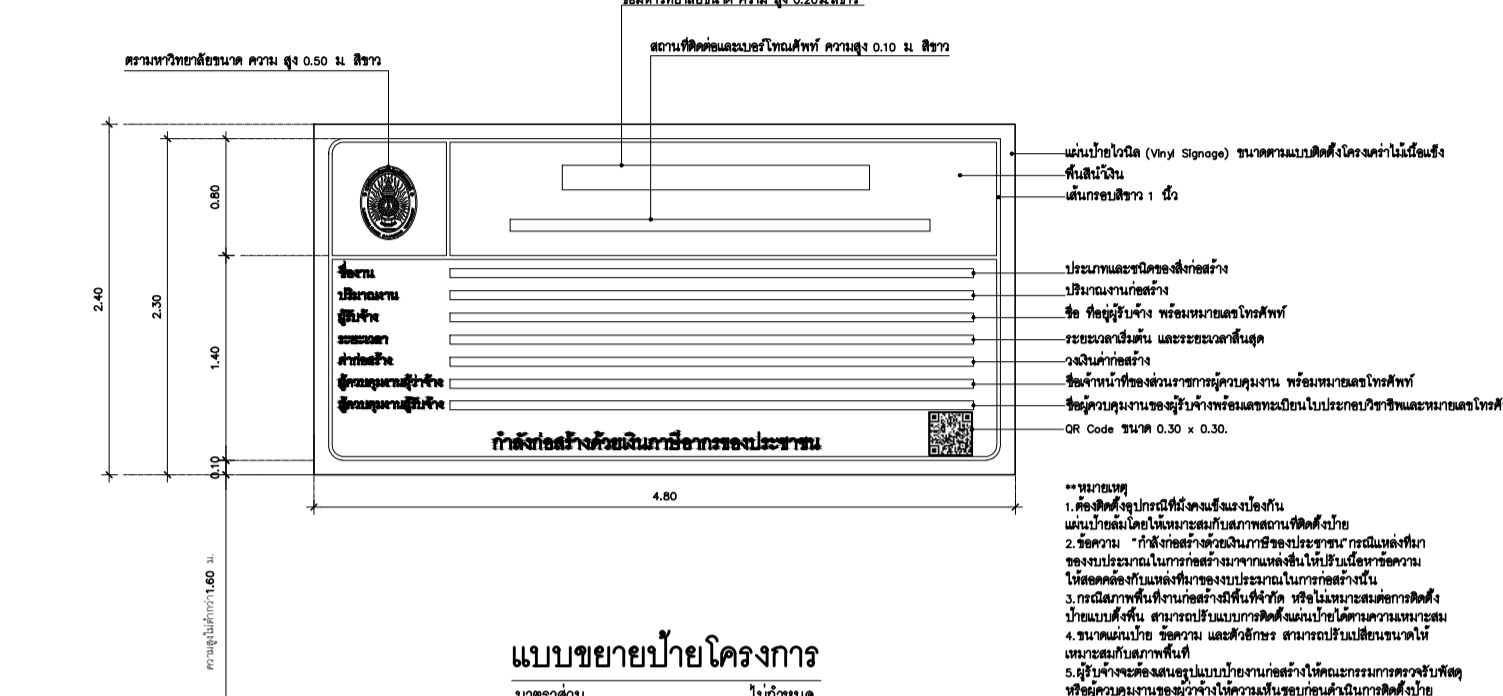 ชื่อมหาวิทยาลัยขนาด ความ สูง 0.20ม.สีขาว
สถานที่ติดต่อและเบอร์โทรศัพท์ ความสูง 0.10 ม. สีขาว
ตรามหาวิทยาลัยขนาด ความ สูง 0.50 ม. สีขาว
แผ่นป้ายไวนิล (Vinyl Signage) ขนาดตามแบบติดตั้งโครงเคร่าไม้เนื้อแข็ง
พื้นสีน้ำเงิน
เส้นกรอบสีขาว 1 นิ้ว
0.80
2.40
2.30
1.40
0.10
ชื่องาน
ประเภทและชนิดของสิ่งก่อสร้าง
ปริมาณงาน
ปริมาณงานก่อสร้าง
ผู้รับจ้าง
ชื่อ ที่อยู่ผู้รับจ้าง พร้อมหมายเลขโทรศัพท์
ระยะเวลา
ระยะเวลาเริ่มต้น และระยะเวลาสิ้นสุด
ค่าก่อสร้าง
วงเงินค่าก่อสร้าง
ผู้ควบคุมงานผู้ว่าจ้าง
ชื่อเจ้าหน้าที่ของส่วนราชการผู้ควบคุมงาน พร้อมหมายเลขโทรศัพท์
ผู้ควบคุมงานผู้รับจ้าง
ชื่อผู้ควบคุมงานของผู้รับจ้างพร้อมเลขทะเบียนใบประกอบวิชาชีพและหมายเลขโทรศั
QR Code ขนาด 0.30 x 0.30.
กำลังก่อสร้างด้วยเงินภาษีอากรของประชาชน
4.80
ความสูงไม่ต่ำกว่า1.60 ม.
**หมายเหตุ
1.ต้องติดตั้งอุปกรณ์ที่มั่งคงแข็งแรงป้องกัน
แผ่นป้ายล้มโดยให้เหมาะสมกับสภาพสถานที่ติดตั้งป้าย
2.ข้อความ "กำลังก่อสร้างด้วยเงินภาษีของประชาชน"กรณีแหล่งที่มา
ของงบประมาณในการก่อสร้างมาจากแหล่งอื่นให้ปรับเนื้อหาข้อความ
ให้สอดคล้องกับแหล่งที่มาของงบประมาณในการก่อสร้างนั้น
3.กรณีสภาพพื้นที่งานก่อสร้างมีพื้นที่จำกัด หรือไม่เหมาะสมต่อการติดตั้ง
ป้ายแบบตั้งพื้น สามารถปรับแบบการติดตั้งแผ่นป้ายได้ตามความเหมาะสม
4.ขนาดแผ่นป้าย ข้อความ และตัวอักษร สามารถปรับเปลี่ยนขนาดให้
เหมาะสมกับสภาพพื้นที่
5.ผู้รับจ้างจะต้องเสนอรูปแบบป้ายงานก่อสร้างให้คณะกรรมการตรวจรับพัสดุ
หรือผู้ควบคุมงานของผู้ว่าจ้างให้ความเห็นชอบก่อนดำเนินการติดตั้งป้าย
แบบขยายป้ายโครงการ
มาตราส่วน ไม่กำหนด